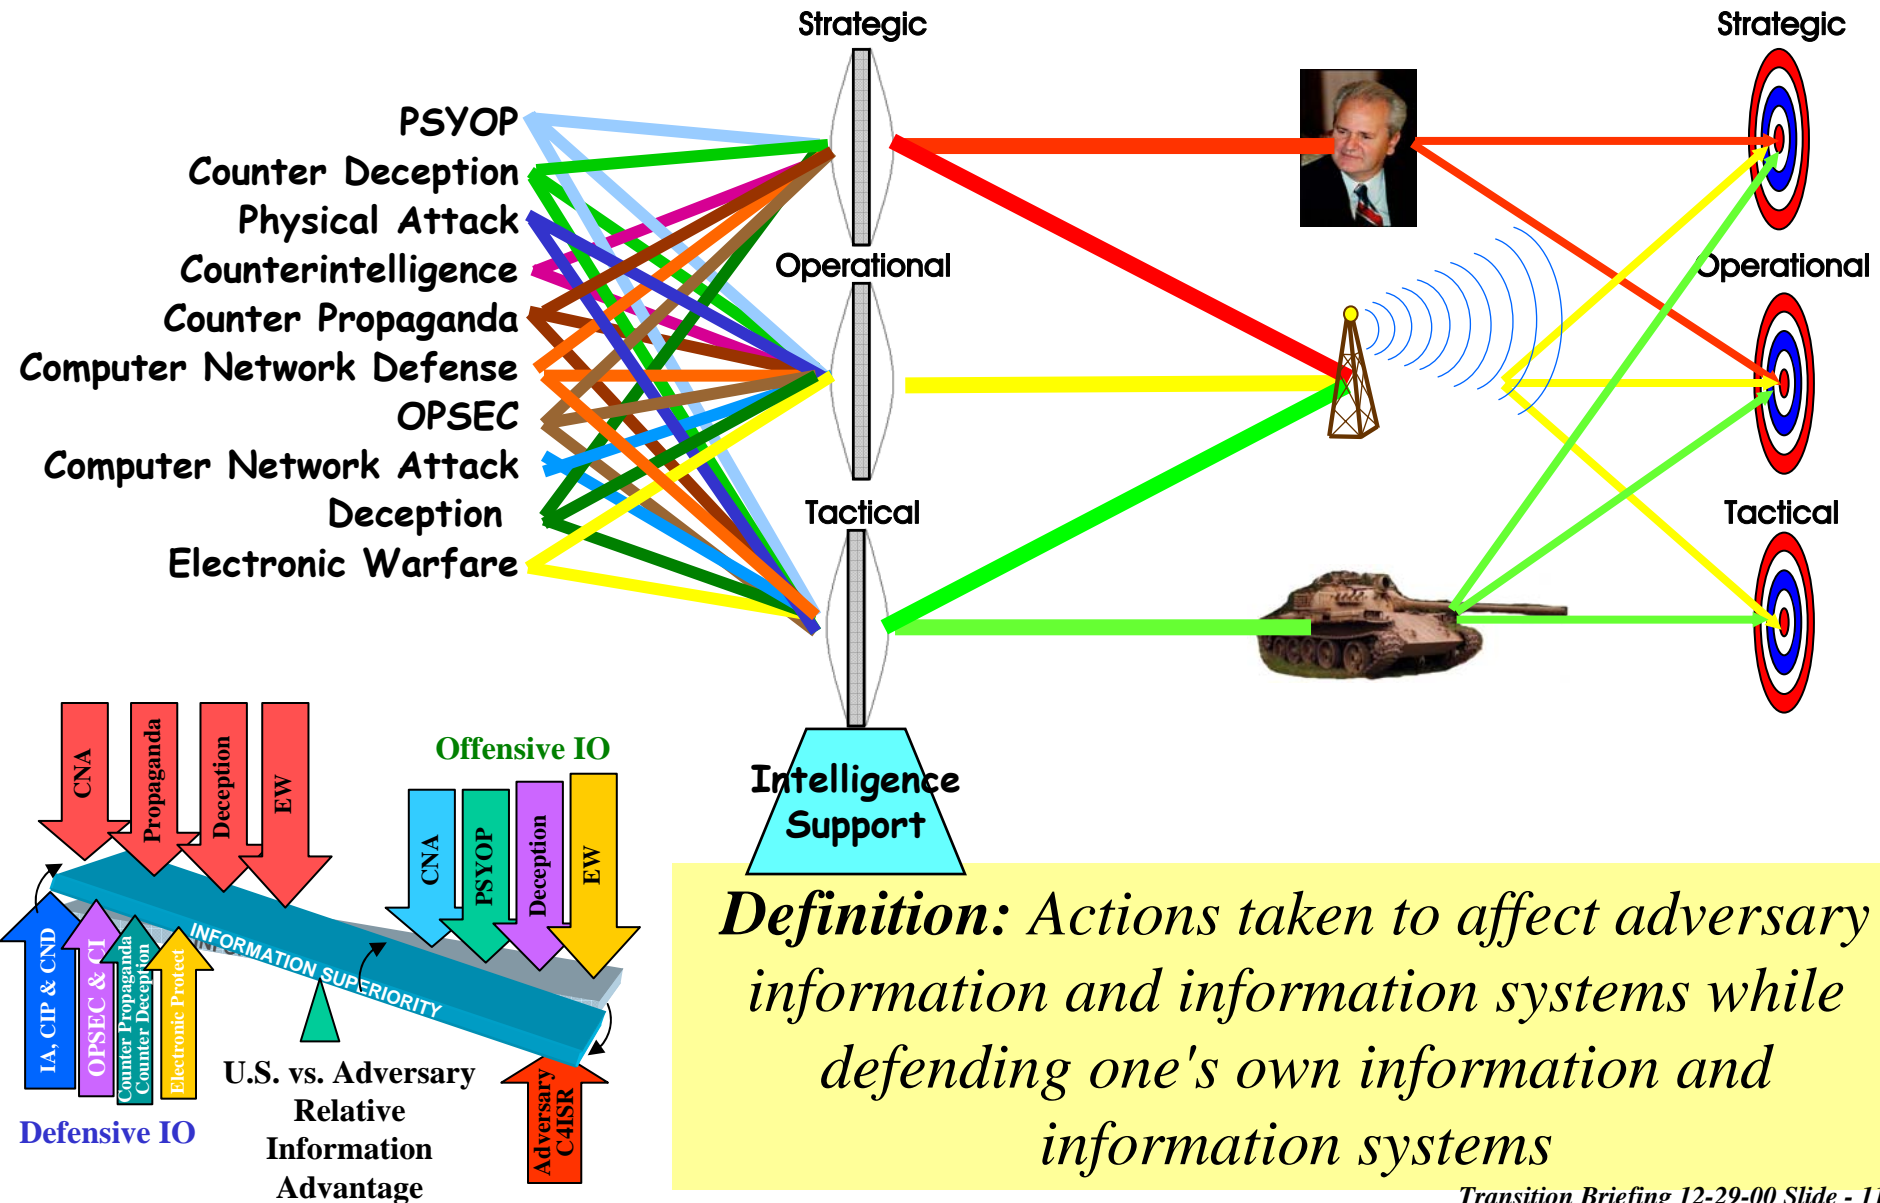 Strategic
Strategic
PSYOP
Counter Deception
Physical Attack
Counterintelligence
Counter Propaganda
Computer Network Defense
OPSEC
Computer Network Attack
Deception
Electronic Warfare
Operational
Operational
Tactical
Tactical
Intelligence
Support
CNA
Propaganda
Deception
EW
Offensive IO
CNA
PSYOP
Deception
EW
INFORMATION SUPERIORITY
IA, CIP & CND
OPSEC & CI
Counter Propaganda
Counter Deception
Electronic Protect
Defensive IO
U.S. vs. Adversary
Relative
Information
Advantage
Adversary
C4ISR
Definition: Actions taken to affect adversary
information and information systems while
defending one's own information and
information systems
Transition Briefing 12-29-00 Slide - 11